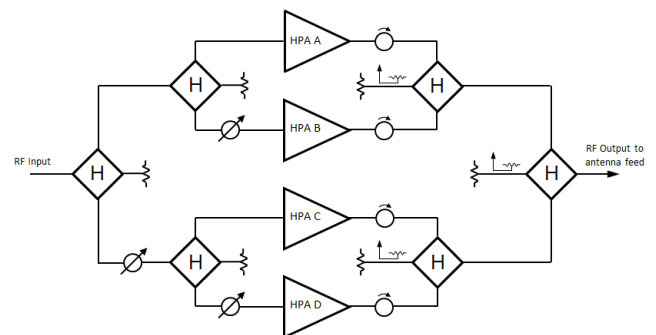 HPA A
H
H
HPA B
RF Input
H
RF Output to
antenna feed
H
HPA C
H
H
HPA D